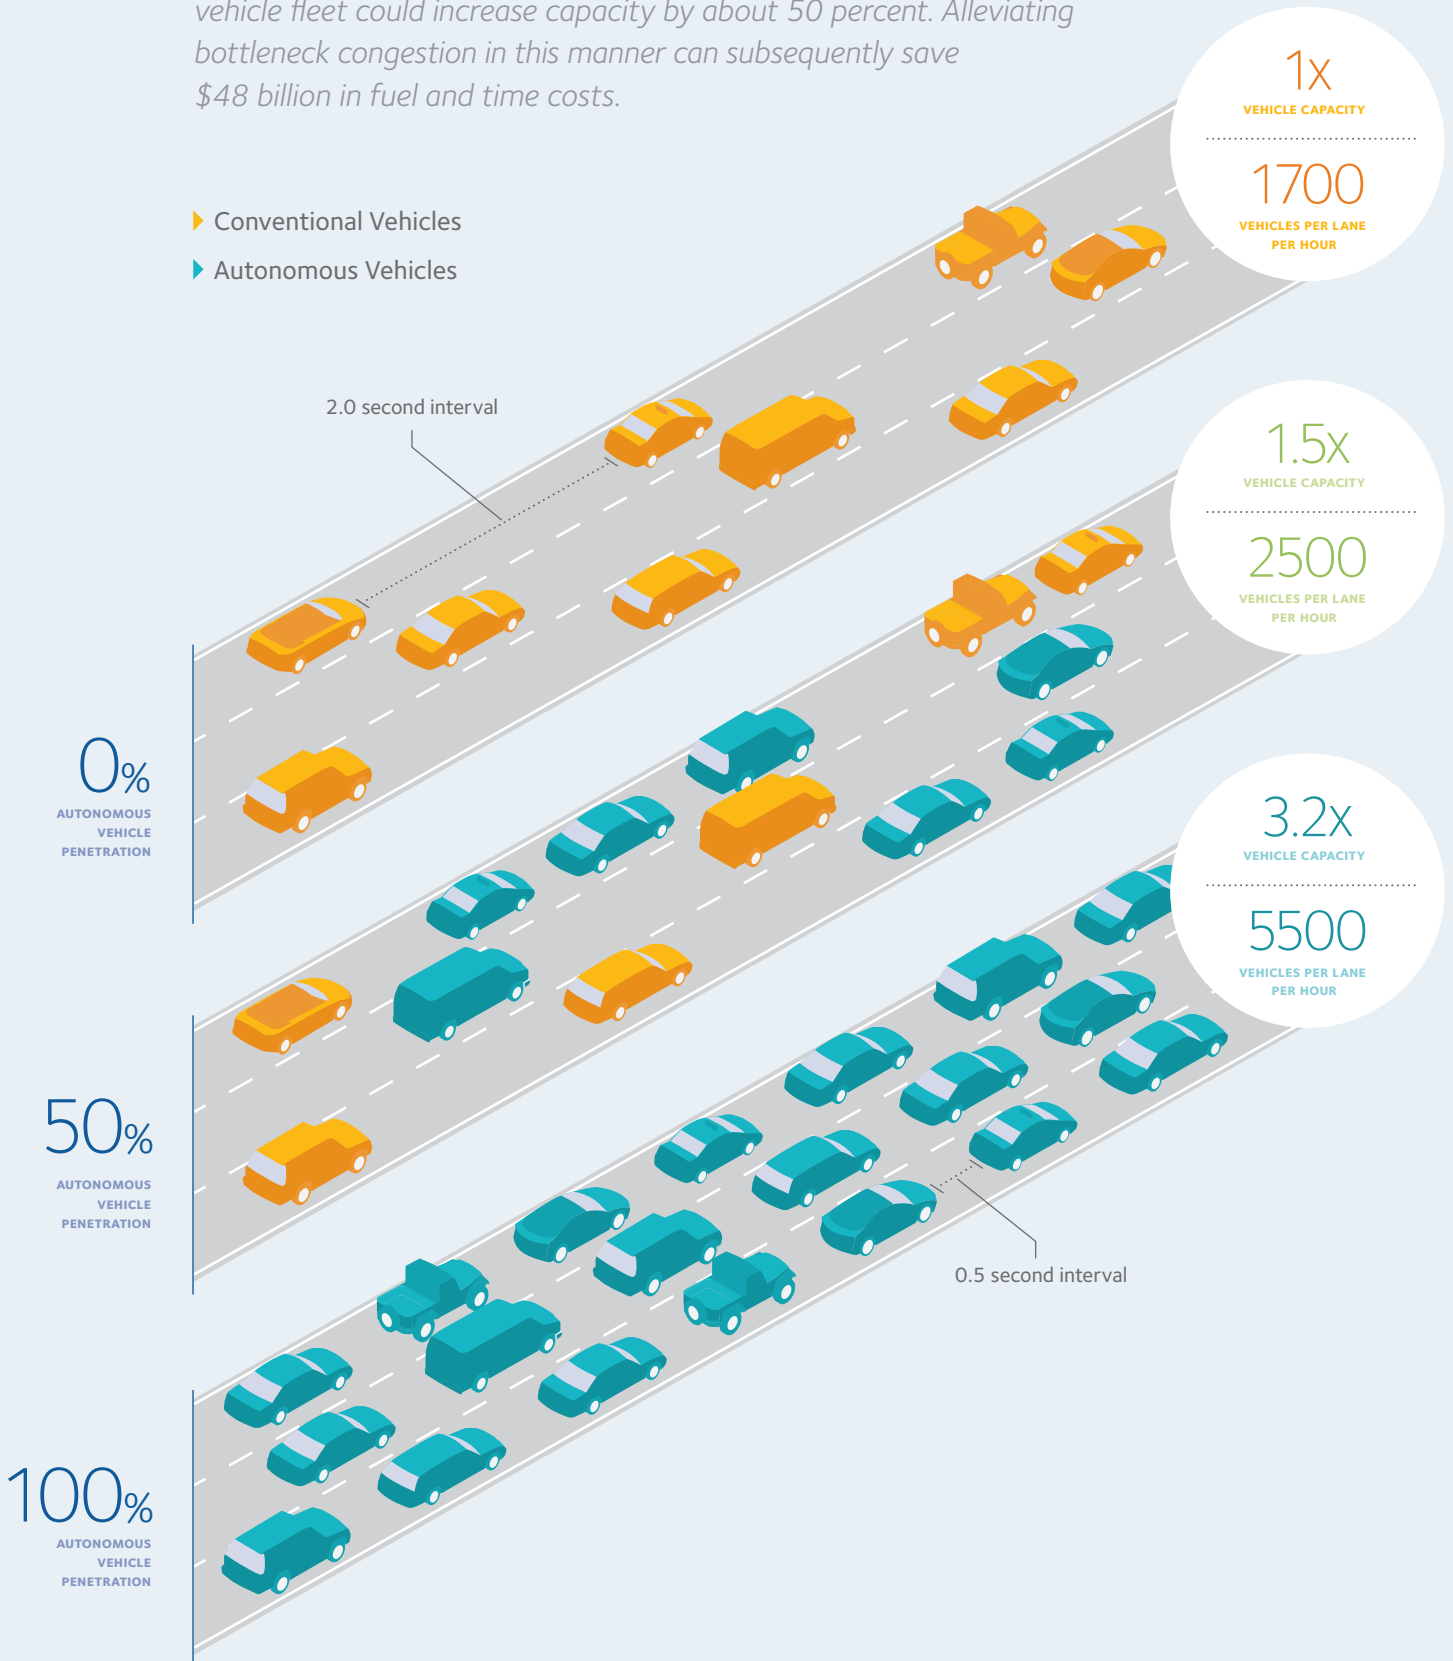 vehicle fleet could increase capacity by about 50 percent. Alleviating
bottleneck congestion in this manner can subsequently save
$48 billion in fuel and time costs.
1x
VEHICLE CAPACITY
1700
VEHICLES PER LANE
PER HOUR
Conventional Vehicles
Autonomous Vehicles
2.0 second interval
1.5x
VEHICLE CAPACITY
2500
VEHICLES PER LANE
PER HOUR
0%
AUTONOMOUS
VEHICLE
PENETRATION
3.2x
VEHICLE CAPACITY
5500
VEHICLES PER LANE
PER HOUR
50%
AUTONOMOUS
VEHICLE
PENETRATION
0.5 second interval
100%
AUTONOMOUS
VEHICLE
PENETRATION